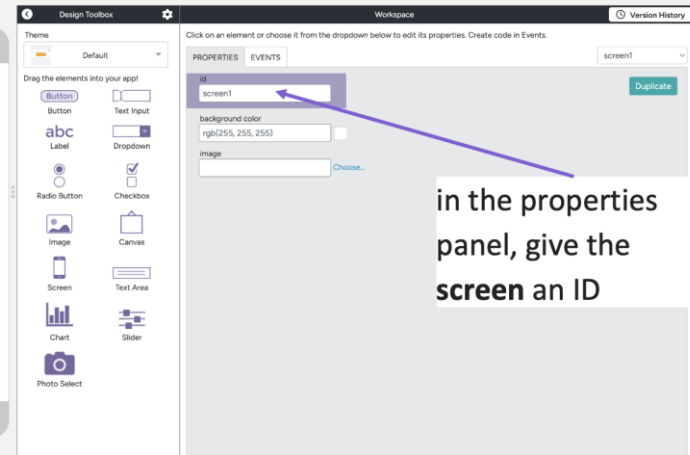 Design Toolbox
Workspace
Version History
Theme
Default
Drag the elements into your app!
Button
Button
Text Input
abc
Label
Dropdown
Radio Button
Checkbox
Image
Canvas
Screen
Text Area
Chart
Slider
Photo Select
Click on an element or choose it from the dropdown below to edit its properties. Create code in Events.
PROPERTIES EVENTS
screen1
id
screen1
Duplicate
background color
rgb(255, 255, 255)
image
Choose...
in the properties
panel, give the
screen an ID